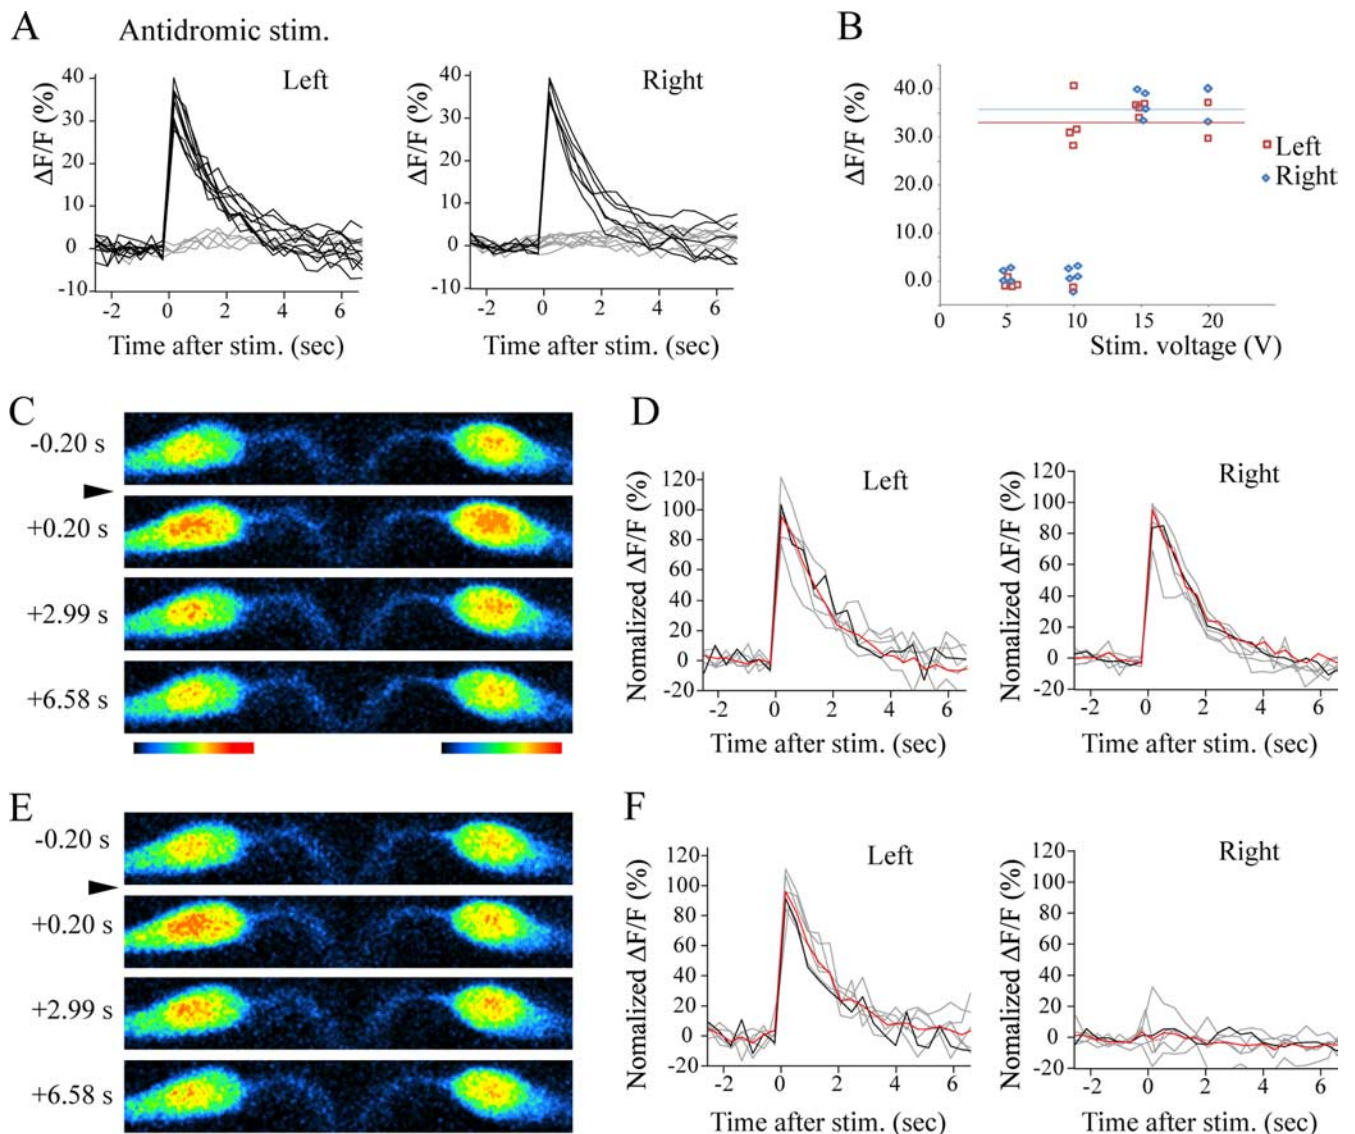 A
Antidromic stim.
Left
ΔF/F (%)
40
30
20
10
0
-10
-2
0
2
4
6
Time after stim. (sec)
Right
ΔF/F (%)
40
30
20
10
0
-10
-2
0
2
4
6
Time after stim. (sec)
B
ΔF/F (%)
40.0
30.0
20.0
10.0
0.0
0
5
10
15
20
Stim. voltage (V)
Left
Right
C
-0.20 s
+0.20 s
+2.99 s
+6.58 s
D
Left
Nomalized ΔF/F (%)
120
100
80
60
40
20
0
-20
-2
0
2
4
6
Time after stim. (sec)
Right
Nomalized ΔF/F (%)
120
100
80
60
40
20
0
-20
-2
0
2
4
6
Time after stim. (sec)
E
-0.20 s
+0.20 s
+2.99 s
+6.58 s
F
Left
Nomalized ΔF/F (%)
120
100
80
60
40
20
0
-20
-2
0
2
4
6
Time after stim. (sec)
Right
Nomalized ΔF/F (%)
120
100
80
60
40
20
0
-20
-2
0
2
4
6
Time after stim. (sec)